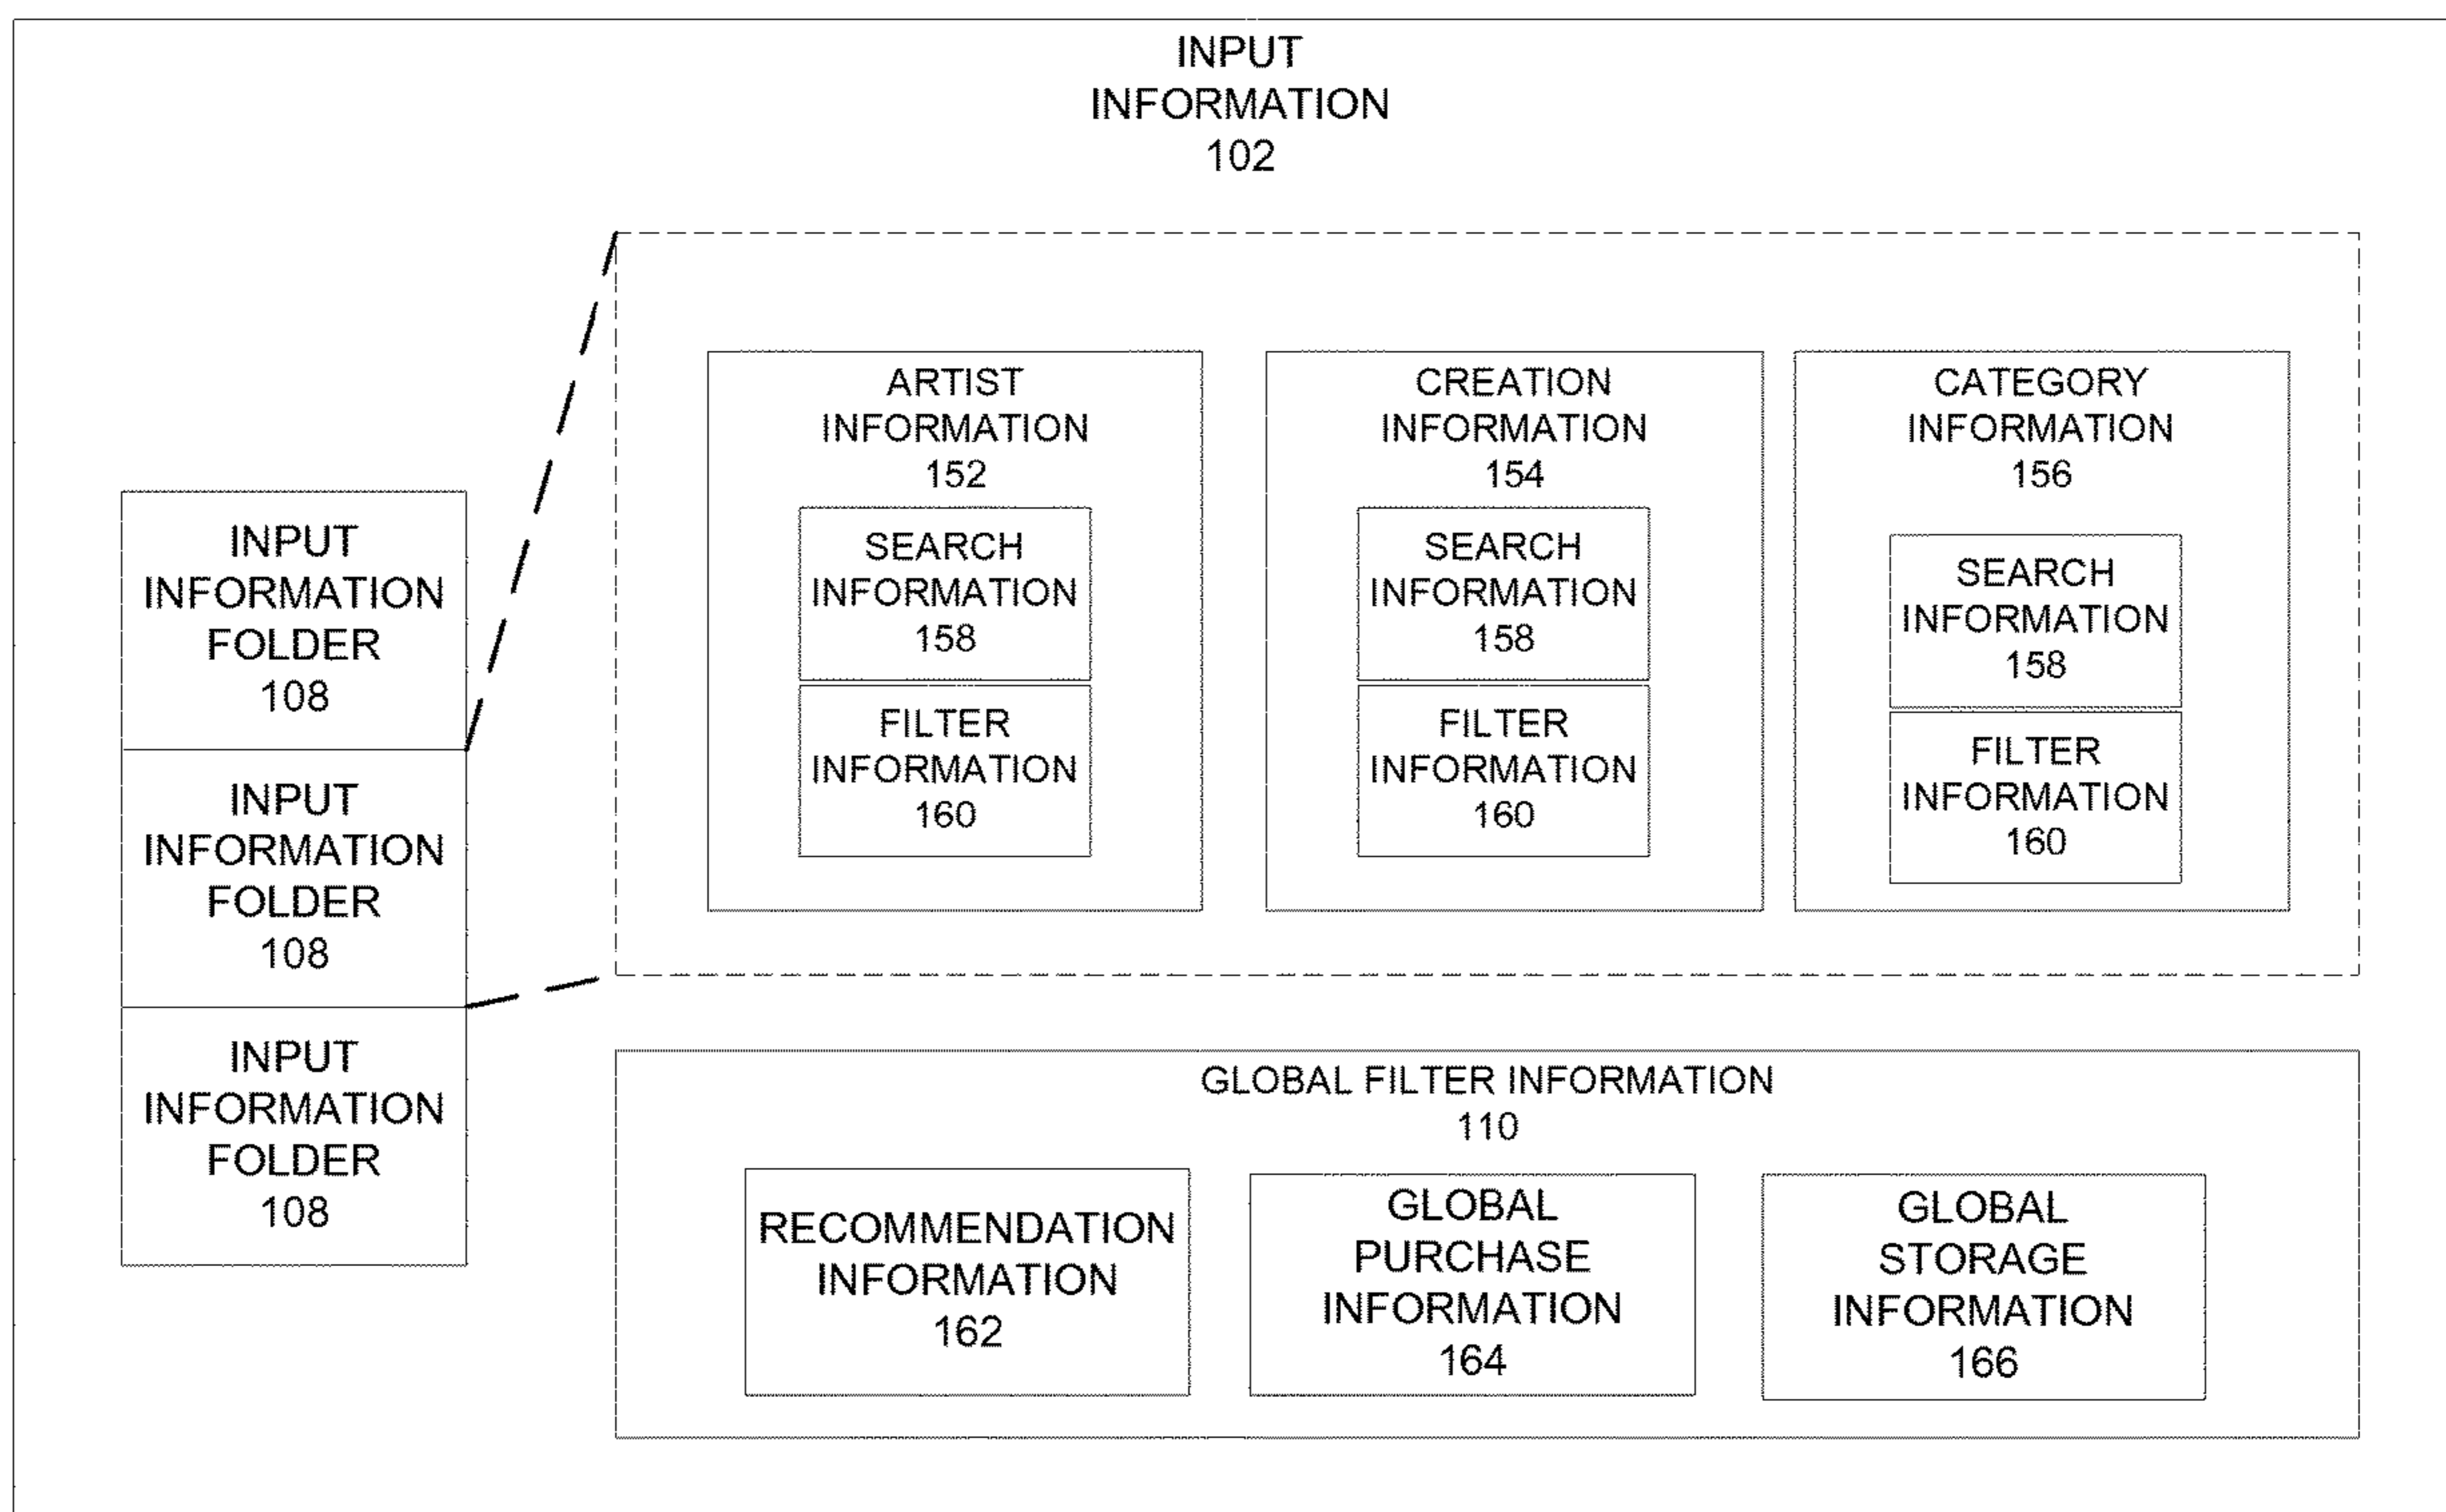 INPUT
INFORMATION
102
INPUT
INFORMATION
FOLDER
108
INPUT
INFORMATION
FOLDER
108
INPUT
INFORMATION
FOLDER
108
ARTIST
INFORMATION
152
SEARCH
INFORMATION
158
FILTER
INFORMATION
160
CREATION
INFORMATION
154
SEARCH
INFORMATION
158
FILTER
INFORMATION
160
CATEGORY
INFORMATION
156
SEARCH
INFORMATION
158
FILTER
INFORMATION
160
GLOBAL FILTER INFORMATION
110
RECOMMENDATION
INFORMATION
162
GLOBAL
PURCHASE
INFORMATION
164
GLOBAL
STORAGE
INFORMATION
166